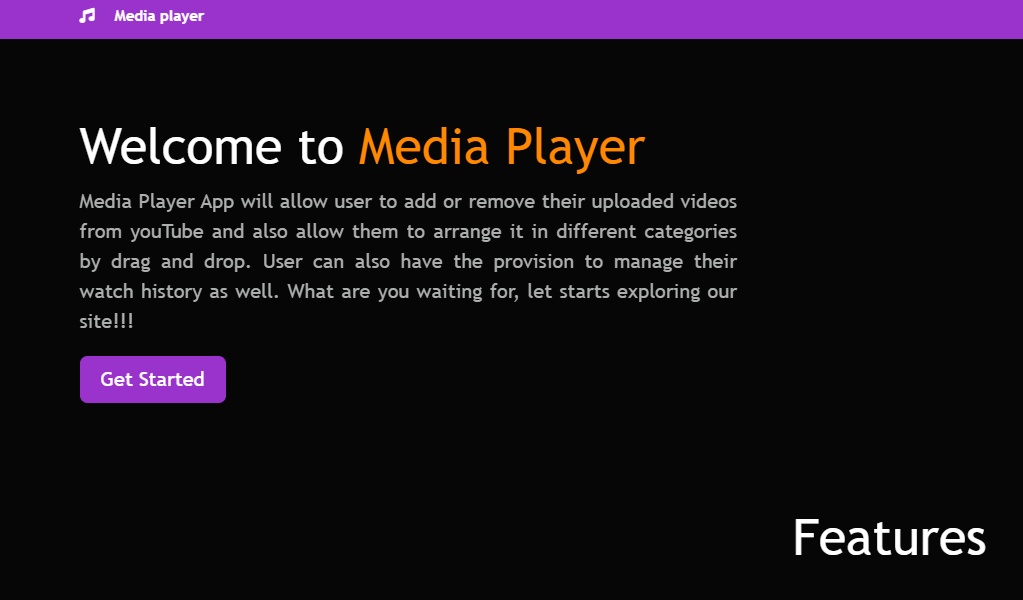 Media player
Welcome to Media Player
Media Player App will allow user to add or remove their uploaded videos
from youTube and also allow them to arrange it in different categories
by drag and drop. User can also have the provision to manage their
watch history as well. What are you waiting for, let starts exploring our
site!!!
Get Started
Features